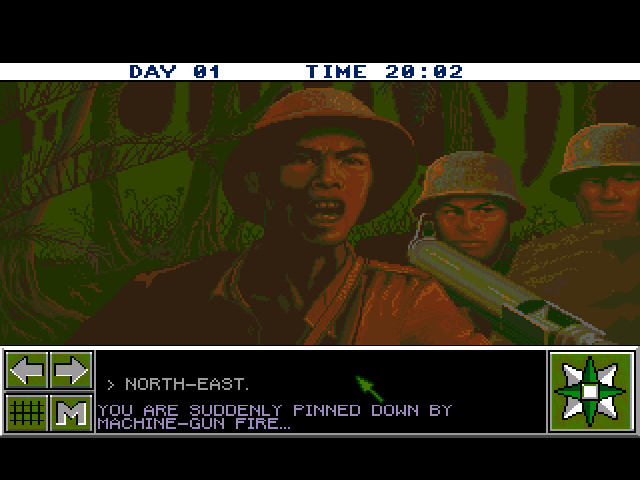 DAY 01 TIME 20:02
> NORTH-EAST.
M YOU ARE SUDDENLY PINNED DOWN BY
MACHINE-GUN FIRE...